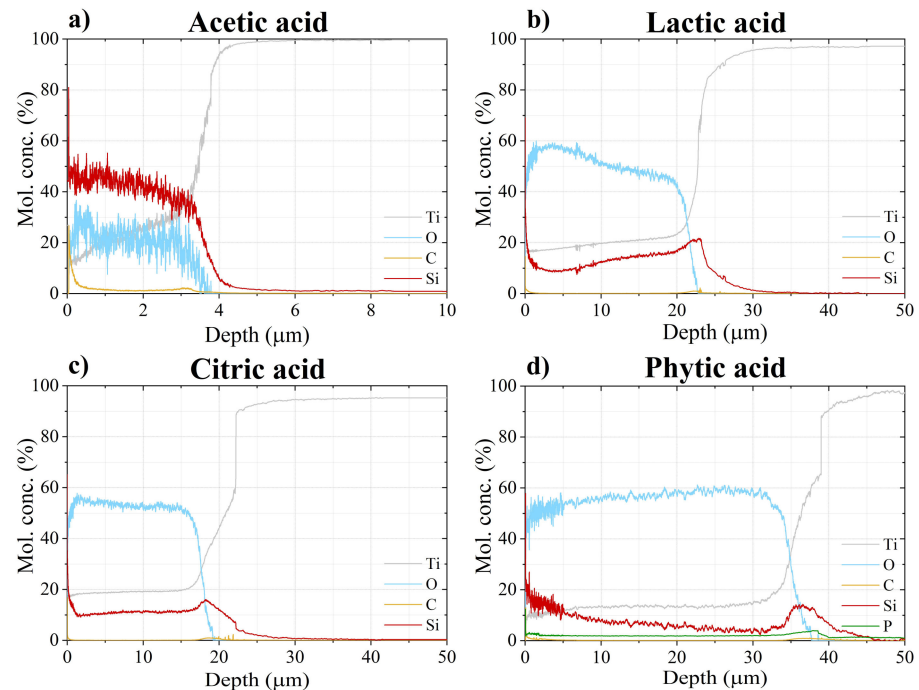 a)
Acetic acid
100
80
60
40
20
0
Mol. conc. (%)
Ti
O
C
Si
0 2 4 6 8 10
Depth (μm)
b)
Lactic acid
100
80
60
40
20
0
Mol. conc. (%)
Ti
O
C
Si
0 10 20 30 40 50
Depth (μm)
c)
Citric acid
100
80
60
40
20
0
Mol. conc. (%)
Ti
O
C
Si
0 10 20 30 40 50
Depth (μm)
d)
Phytic acid
100
80
60
40
20
0
Mol. conc. (%)
Ti
O
C
Si
P
0 10 20 30 40 50
Depth (μm)